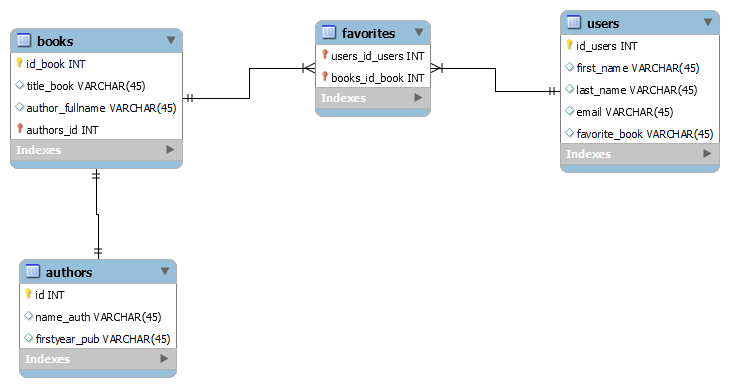 books
id_book INT
title_book VARCHAR(45)
author_fullname VARCHAR(45)
authors_id INT
Indexes
favorites
users_id_users INT
books_id_book INT
Indexes
users
id_users INT
first_name VARCHAR(45)
last_name VARCHAR(45)
email VARCHAR(45)
favorite_book VARCHAR(45)
Indexes
authors
id INT
name_auth VARCHAR(45)
firstyear_pub VARCHAR(45)
Indexes